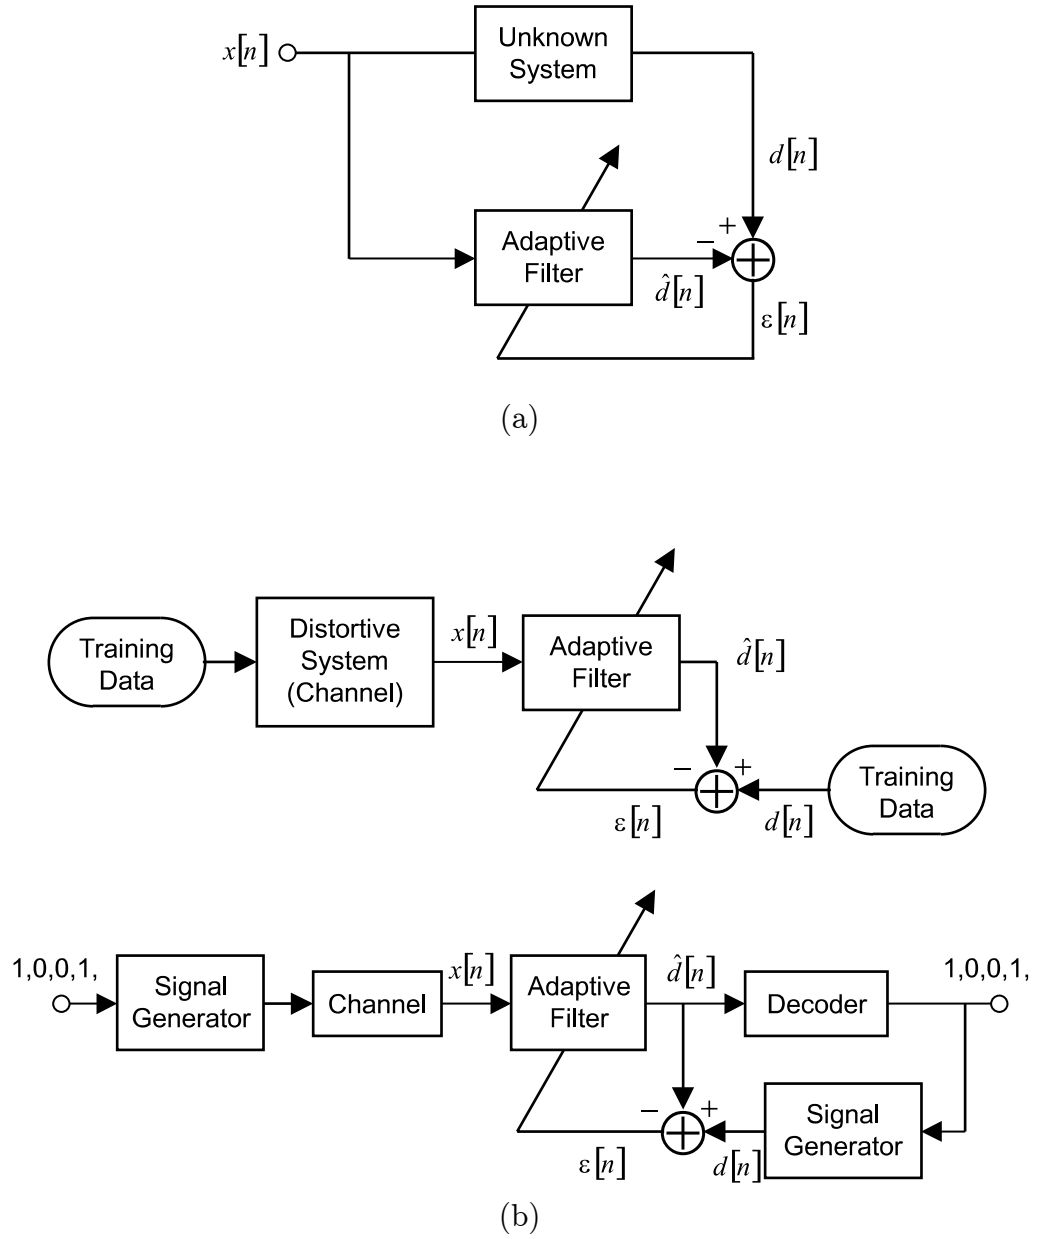 x[n]
Unknown
System
d[n]
Adaptive
Filter
− +
d̂[n]
ε[n]
(a)
Training
Data
Distortive
System
(Channel)
x[n]
Adaptive
Filter
d̂[n]
− +
ε[n]
d[n]
Training
Data
1,0,0,1,
Signal
Generator
Channel
x[n]
Adaptive
Filter
d̂[n]
Decoder
1,0,0,1,
− +
ε[n]
d[n]
Signal
Generator
(b)